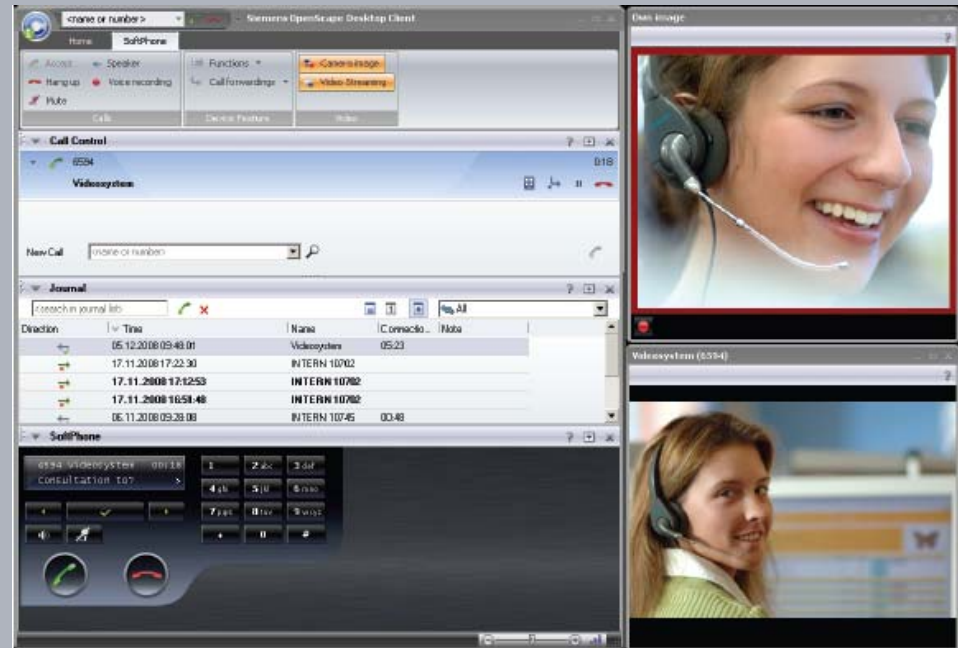 <name or number>
Siemens OpenScape Desktop Client
Home SoftPhone
Accept Speaker
Hang up Voice recording
Mute
Calls
Functions
Call forwardings
Device Feature
Camera image
Video Streaming
Video
Call Control
6594 0:18
Videosystem
New Call <name or number>
Journal
<search in journal list> All
Direction Time Name Connectio... Note
05.12.2008 09:48:01 Videosystem 05:23
17.11.2008 17:22:30 INTERN 10702
17.11.2008 17:12:53 INTERN 10702
17.11.2008 16:51:48 INTERN 10702
06.11.2008 09:28:08 INTERN 10745 00:48
SoftPhone
6594 Videosystem 00:18
Consultation to? >
1 2 abc 3 def
4 ghi 5 jkl 6 mno
7 pqrs 8 tuv 9 wxyz
0 #
Own image
Videosystem (6594)